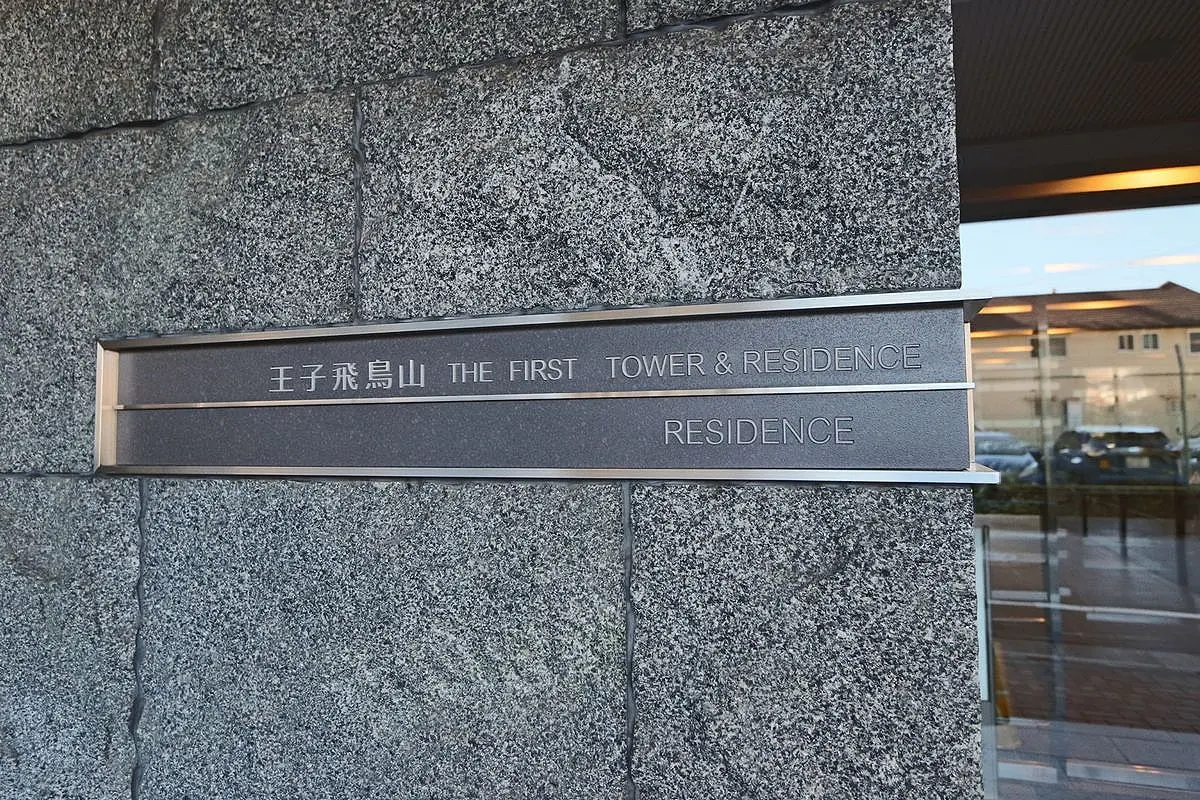 王子飛鳥山 THE FIRST TOWER & RESIDENCE
RESIDENCE